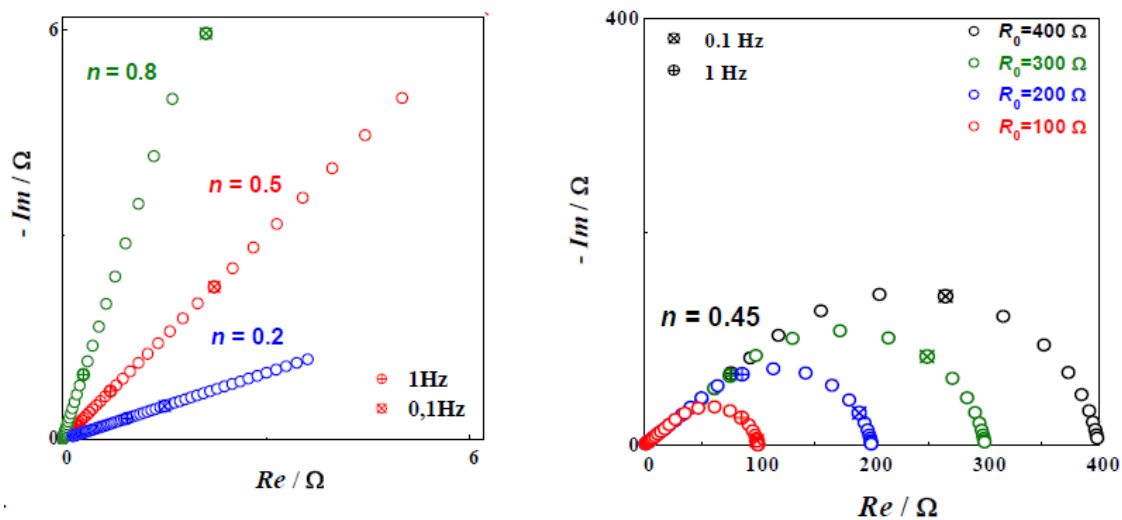 6
n = 0.8
n = 0.5
n = 0.2
- Im / Ω
1Hz
0,1Hz
0
0
6
Re / Ω
400
0.1 Hz
1 Hz
R0=400 Ω
R0=300 Ω
R0=200 Ω
R0=100 Ω
- Im / Ω
n = 0.45
0
0
100
200
300
400
Re / Ω